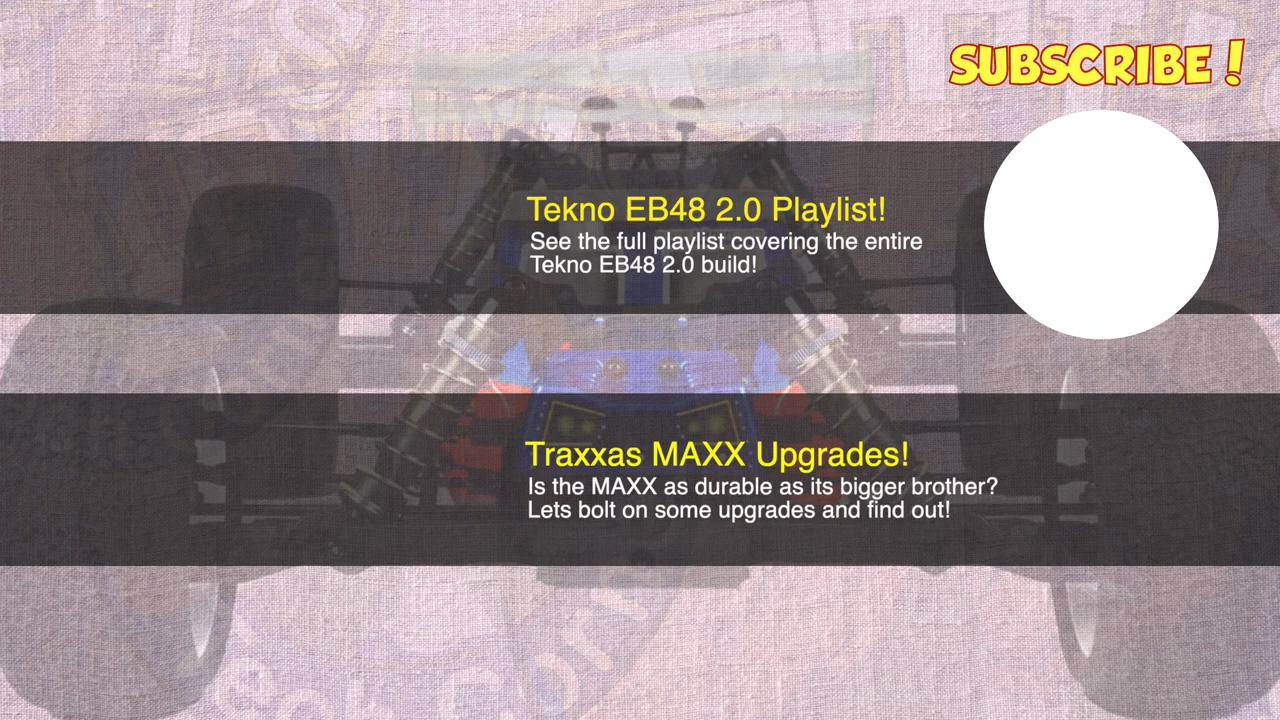 SUBSCRIBE!
Tekno EB48 2.0 Playlist!
See the full playlist covering the entire
Tekno EB48 2.0 build!
Traxxas MAXX Upgrades!
Is the MAXX as durable as its bigger brother?
Lets bolt on some upgrades and find out!